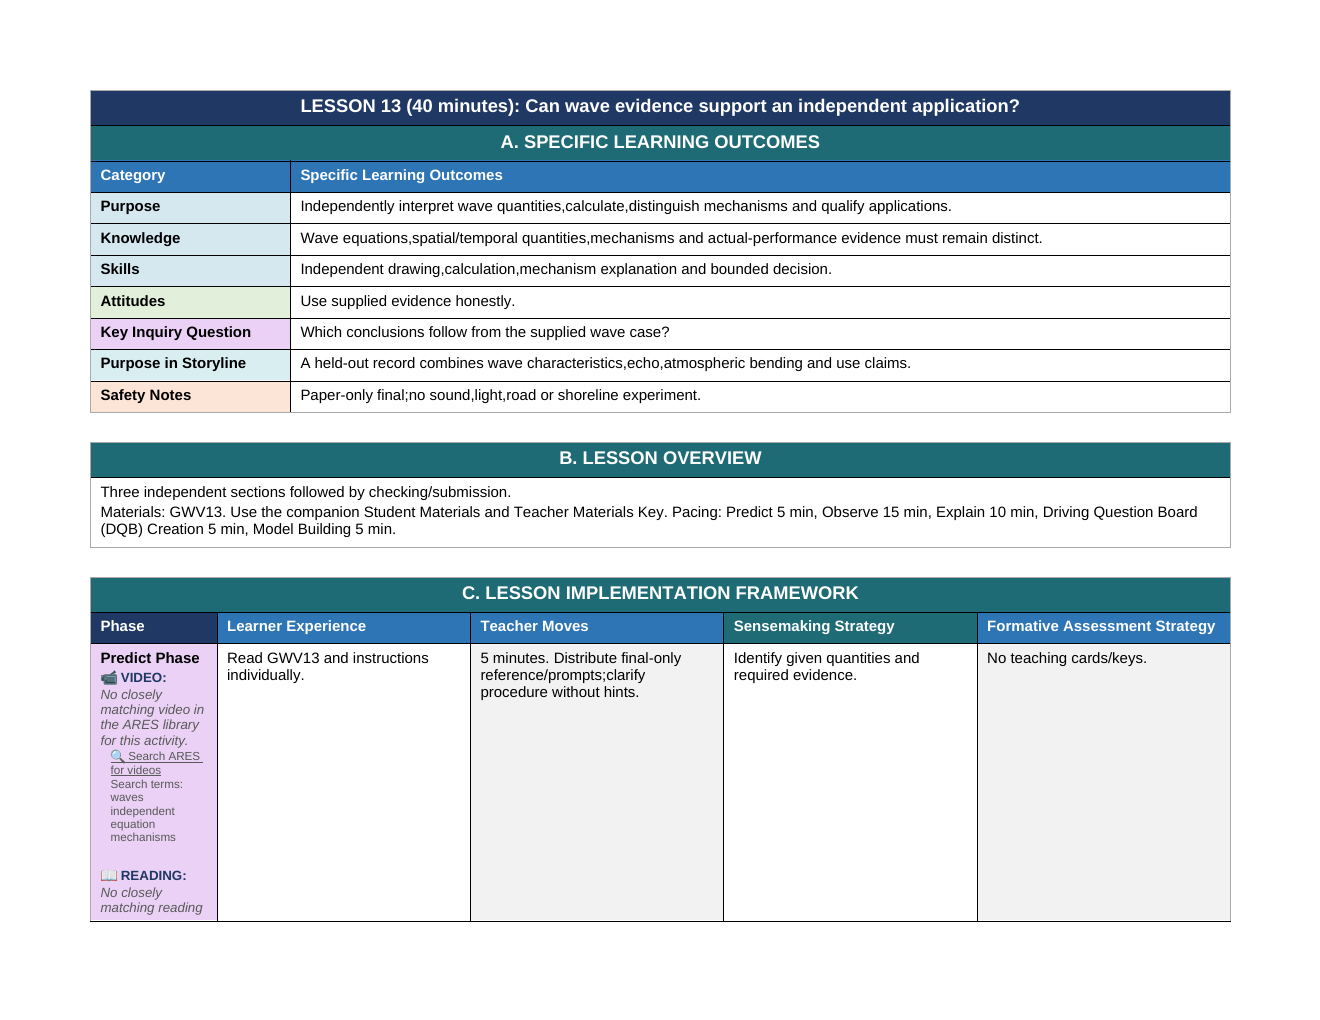 LESSON 13 (40 minutes): Can wave evidence support an independent application?
A. SPECIFIC LEARNING OUTCOMES
Category
Specific Learning Outcomes
Purpose
Independently interpret wave quantities,calculate,distinguish mechanisms and qualify applications.
Knowledge
Wave equations,spatial/temporal quantities,mechanisms and actual-performance evidence must remain distinct.
Skills
Independent drawing,calculation,mechanism explanation and bounded decision.
Attitudes
Use supplied evidence honestly.
Key Inquiry Question
Which conclusions follow from the supplied wave case?
Purpose in Storyline
A held-out record combines wave characteristics,echo,atmospheric bending and use claims.
Safety Notes
Paper-only final;no sound,light,road or shoreline experiment.
B. LESSON OVERVIEW
Three independent sections followed by checking/submission.
Materials: GWV13. Use the companion Student Materials and Teacher Materials Key. Pacing: Predict 5 min, Observe 15 min, Explain 10 min, Driving Question Board
(DQB) Creation 5 min, Model Building 5 min.
C. LESSON IMPLEMENTATION FRAMEWORK
Phase
Learner Experience
Teacher Moves
Sensemaking Strategy
Formative Assessment Strategy
Predict Phase
📹 VIDEO:
No closely
matching video in
the ARES library
for this activity.
🔍 Search ARES
for videos
Search terms:
waves
independent
equation
mechanisms
📖 READING:
No closely
matching reading
Read GWV13 and instructions
individually.
5 minutes. Distribute final-only
reference/prompts;clarify
procedure without hints.
Identify given quantities and
required evidence.
No teaching cards/keys.